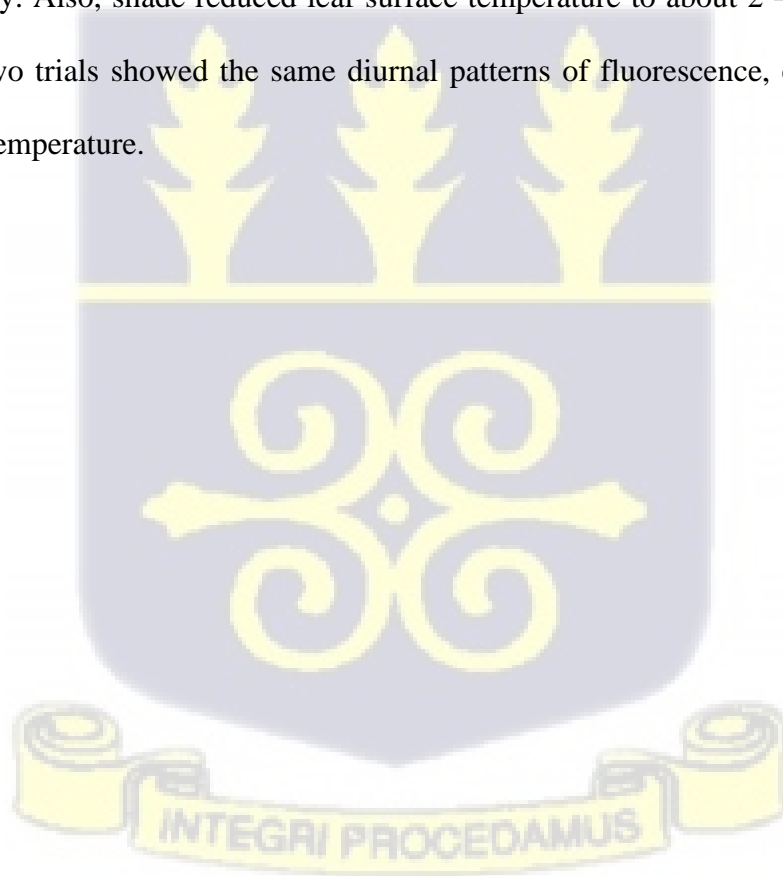 y. Also, shade reduced leaf surface temperature to about 2
wo trials showed the same diurnal patterns of fluorescence,
emperature.
INTEGRI PROCEDAMUS